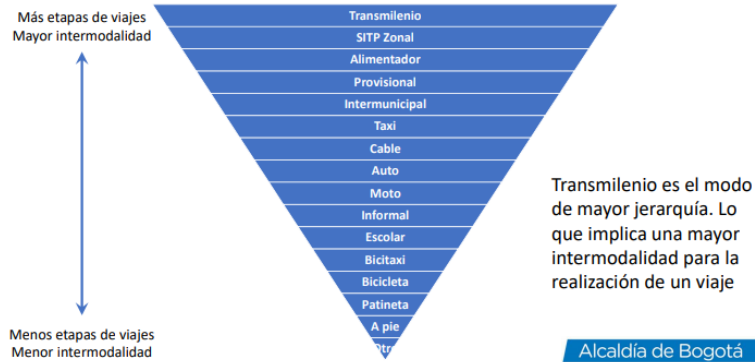 Más etapas de viajes
Mayor intermodalidad
Transmilenio
SITP Zonal
Alimentador
Provisional
Intermunicipal
Taxi
Cable
Auto
Moto
Informal
Escolar
Bicitaxi
Bicicleta
Patineta
A pie
Otro
Menos etapas de viajes
Menor intermodalidad
Transmilenio es el modo
de mayor jerarquía. Lo
que implica una mayor
intermodalidad para la
realización de un viaje
Alcaldía de Bogotá